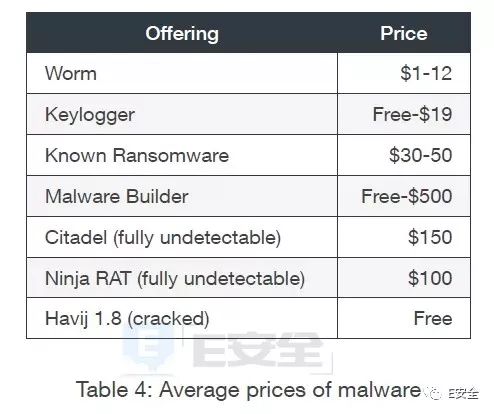 Offering Price
Worm $1-12
Keylogger Free-$19
Known Ransomware $30-50
Malware Builder Free-$500
Citadel (fully undetectable) $150
Ninja RAT (fully undetectable) $100
Havij 1.8 (cracked) Free
E E安全
Table 4: Average prices of malware
E安全